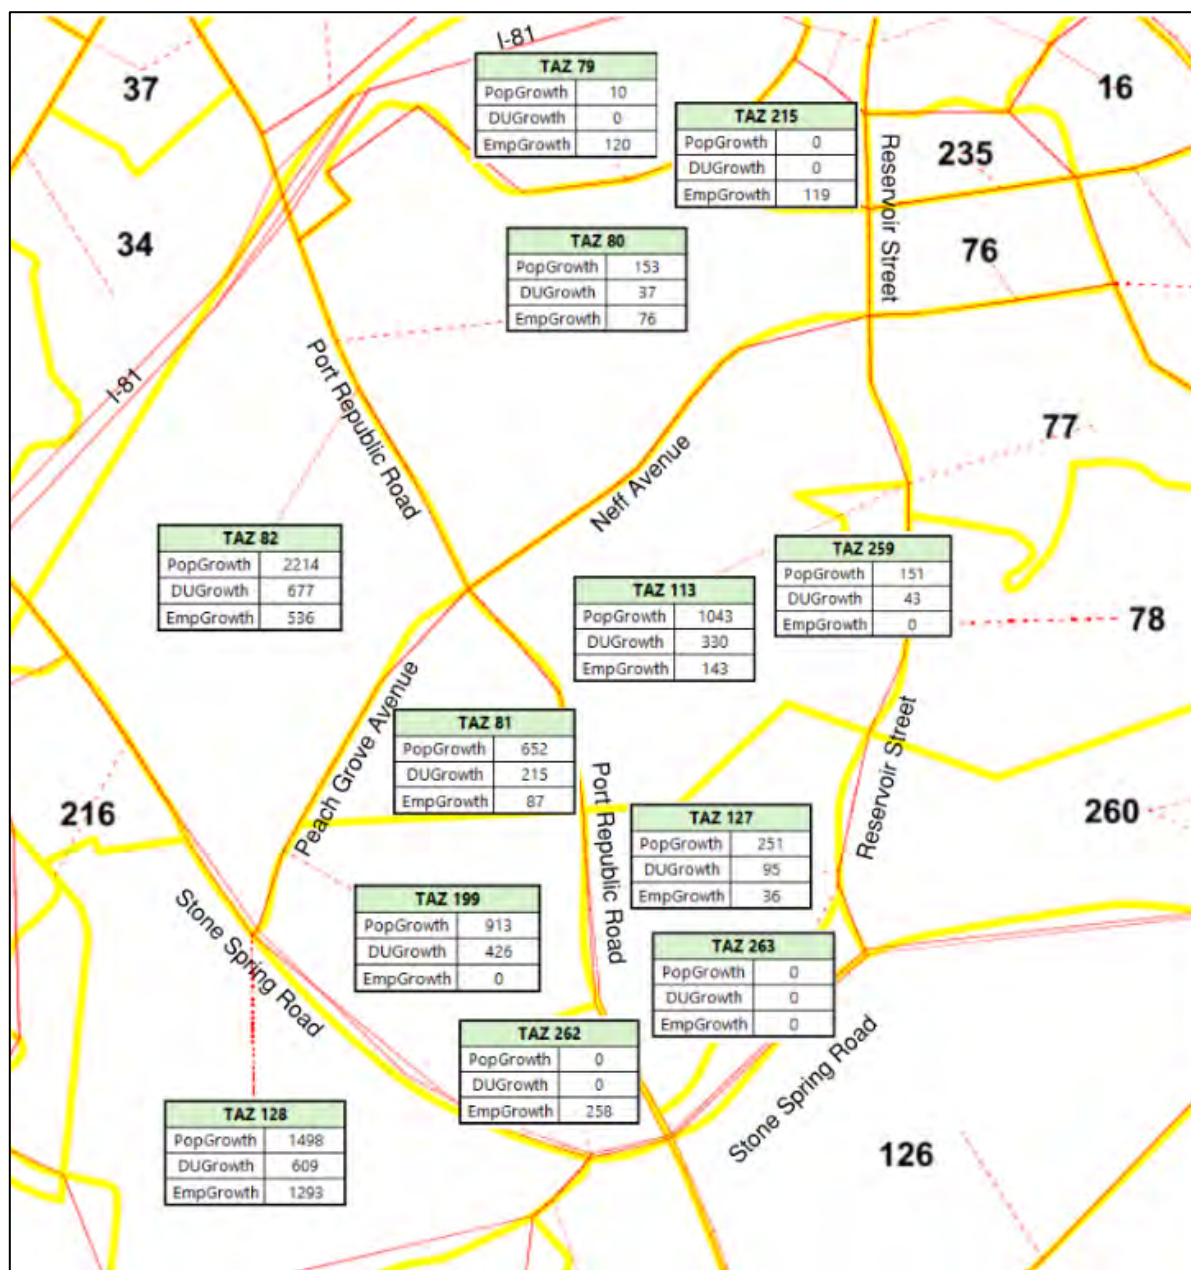 I-81
37
TAZ 79
PopGrowth 10
DUGrowth 0
EmpGrowth 120
16
TAZ 215
PopGrowth 0
DUGrowth 0
EmpGrowth 119
235
Reservoir Street
34
TAZ 80
PopGrowth 153
DUGrowth 37
EmpGrowth 76
76
I-81
Port Republic Road
77
Neff Avenue
TAZ 82
PopGrowth 2214
DUGrowth 677
EmpGrowth 536
TAZ 259
PopGrowth 151
DUGrowth 43
EmpGrowth 0
TAZ 113
PopGrowth 1043
DUGrowth 330
EmpGrowth 143
78
Peach Grove Avenue
TAZ 81
PopGrowth 652
DUGrowth 215
EmpGrowth 87
Reservoir Street
Port Republic Road
216
260
TAZ 127
PopGrowth 251
DUGrowth 95
EmpGrowth 36
TAZ 199
PopGrowth 913
DUGrowth 426
EmpGrowth 0
Stone Spring Road
TAZ 263
PopGrowth 0
DUGrowth 0
EmpGrowth 0
TAZ 262
PopGrowth 0
DUGrowth 0
EmpGrowth 258
Stone Spring Road
TAZ 128
PopGrowth 1498
DUGrowth 609
EmpGrowth 1293
126